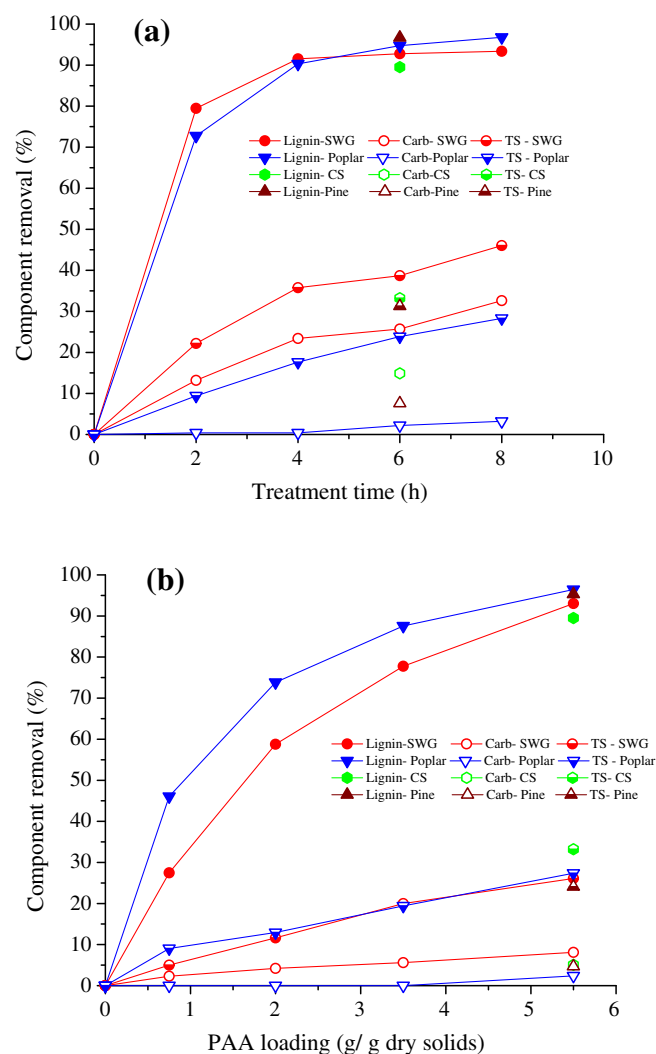 (a)
100
90
80
70
60
50
40
30
20
10
0
Component removal (%)
Lignin-SWG Carb- SWG TS - SWG
Lignin- Poplar Carb-Poplar TS - Poplar
Lignin- CS Carb-CS TS- CS
Lignin-Pine Carb-Pine TS- Pine
0 2 4 6 8 10
Treatment time (h)
(b)
100
90
80
70
60
50
40
30
20
10
0
Component removal (%)
Lignin-SWG Carb- SWG TS - SWG
Lignin- Poplar Carb- Poplar TS - Poplar
Lignin- CS Carb- CS TS- CS
Lignin- Pine Carb- Pine TS- Pine
0 1 2 3 4 5 6
PAA loading (g/ g dry solids)